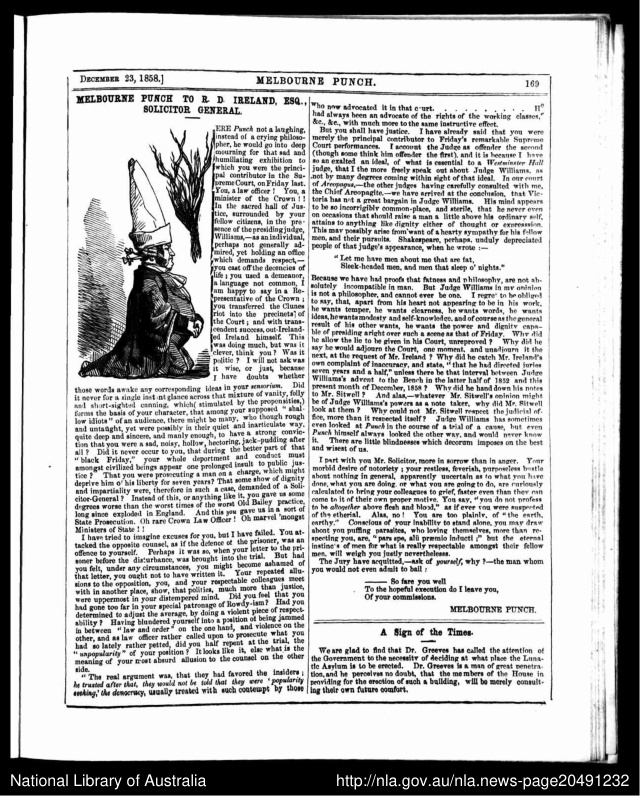 DECEMBER 23, 1858.]
MELBOURNE PUNCH.
169
MELBOURNE PUNCH TO R. D. IRELAND, ESQ.,
SOLICITOR GENERAL.
ERE Punch not a laughing,
instead of a crying philoso-
pher, he would go into deep
mourning for that sad and
humiliating exhibition to
which you were the princi-
pal contributor in the Su-
preme Court, on Friday last.
You, a law officer! You, a
minister of the Crown!!
In the sacred hall of Jus-
tice, surrounded by your
fellow citizens, in the pre-
sence of the presiding judge,
Williams,—as an individual,
perhaps not generally ad-
mired, yet holding an office
which demands respect,—
you cast off the decencies of
life; you used a demeanor,
a language not common, I
am happy to say in a Re-
presentative of the Crown;
you transferred the Clunes
riot into the precincts of
the Court; and with trans-
cendent success, out-Ireland-
ed Ireland himself. This
was doing much, but was it
clever, think you? Was it
politic? I will not ask was
it wise, or just, because
I have doubts whether
those words awake any corresponding ideas in your sensorium. Did
it never for a single instant glance across that mixture of vanity, folly
and short-sighted cunning, which (stimulated by the propensities,)
forms the basis of your character, that among your supposed "shal-
low idiots" of an audience, there might be many, who though rough
and untaught, yet were possibly in their quiet and inarticulate way,
quite deep and sincere, and manly enough, to have a strong convic-
tion that you were a sad, noisy, hollow, hectoring, jack-pudding after
all? Did it never occur to you, that during the better part of that
"black Friday," your whole deportment and conduct must
amongst civilized beings appear one prolonged insult to public jus-
tice? That you were prosecuting a man on a charge, which might
deprive him of his liberty for seven years? That some show of dignity
and impartiality were, therefore in such a case, demanded of a Soli-
citor-General? Instead of this, or anything like it, you gave us some
degrees worse than the worst times of the worst Old Bailey practice,
long since exploded in England. And this you gave us in a sort of
State Prosecution. Oh rare Crown Law Officer! Oh marvel 'mongst
Ministers of State!!
I have tried to imagine excuses for you, but I have failed. You at-
tacked the opposite counsel, as if the defence of the prisoner, was an
offence to yourself. Perhaps it was so, when your letter to the pri-
soner before the disturbance, was brought into the trial. But had
you felt, under any circumstances, you might become ashamed of
that letter, you ought not to have written it. Your repeated allu-
sions to the opposition, you, and your respectable colleagues meet
with in another place, show, that politics, much more than justice,
were uppermost in your distempered mind. Did you feel that you
had gone too far in your special patronage of Rowdy-ism? Had you
determined to adjust the average, by doing a violent piece of respect-
ability? Having blundered yourself into a position of being jammed
in between "law and order" on the one hand, and violence on the
other, and as law officer rather called upon to prosecute what you
had so lately rather petted, did you half repent at the trial, the
"unpopularity" of your position? It looks like it, else what is the
meaning of your most absurd allusion to the counsel on the other
side.
"The real argument was, that they had favored the insiders;
he trusted after that, they would not be told that they were 'popularity
seeking,' the democracy, usually treated with such contempt by those
who now advocated it in that court. . . . . . . . . . He
had always been an advocate of the rights of the working classes,"
&c., &c., with much more to the same instructive effect.
But you shall have justice. I have already said that you were
merely the principal contributor to Friday's remarkable Supreme
Court performances. I account the Judge as offender the second
(though some think him offender the first), and it is because I have
so an exalted an ideal, of what is essential to a Westminster Hall
judge, that I the more freely speak out about Judge Williams, as
not by many degrees coming within sight of that ideal. In our court
of Areopagus,—the other judges having carefully consulted with me,
the Chief Areopagite,—we have arrived at the conclusion, that Vic-
toria has not a great bargain in Judge Williams. His mind appears
to be so incorrigibly common-place, and sterile, that he never even
on occasions that should raise a man a little above his ordinary self,
attains to anything like dignity either of thought or expression.
This may possibly arise from want of a hearty sympathy for his fellow
men, and their pursuits. Shakespeare, perhaps, unduly depreciated
people of that judge's appearance, when he wrote:—
"Let me have men about me that are fat,
Sleek-headed men, and men that sleep o' nights."
Because we have had proofs that fatness and philosophy, are not ab-
solutely incompatible in man. But Judge Williams in my opinion
is not a philosopher, and cannot ever be one. I regret to be obliged
to say, that, apart from his heart not appearing to be in his work,
he wants temper, he wants clearness, he wants words, he wants
ideas, he wants modesty and self-knowledge, and of course as the general
result of his other wants, he wants the power and dignity capa-
ble of presiding aright over such a scene as that of Friday. Why did
he allow the lie to be given in his Court, unreproved? Why did he
say he would adjourn the Court, one moment, and unadjourn it the
next, at the request of Mr. Ireland? Why did he catch Mr. Ireland's
own complaint of inaccuracy, and state, "that he had directed juries
seven years and a half," unless there be that interval between Judge
Williams's advent to the Bench in the latter half of 1852 and this
present month of December, 1858? Why did he hand down his notes
to Mr. Sitwell? And alas,—whatever Mr. Sitwell's opinion might
be of Judge Williams's powers as a note taker, why did Mr. Sitwell
look at them? Why could not Mr. Sitwell respect the judicial of-
fice, more than it respected itself? Judge Williams has sometimes
even looked at Punch in the course of a trial of a cause, but even
Punch himself always looked the other way, and would never know
it. There are little blindnesses which decorum imposes on the best
and wisest of us.
I part with you Mr. Solicitor, more in sorrow than in anger. Your
morbid desire of notoriety; your restless, feverish, purposeless bustle
about nothing in general, apparently uncertain as to what you have
done, what you are doing, or what you are going to do, are curiously
calculated to bring your colleagues to grief, faster even than they can
come to it of their own proper motive. You say, "you do not profess
to be altogether above flesh and blood," as if ever you were suspected
of the etherial. Alas, no! You are too plainly, of "the earth,
earthy." Conscious of your inability to stand alone, you may draw
about you puffing parasites, who loving themselves, more than re-
specting you, are, "pars spe, alii præmio inducti;" but the eternal
instincts of men for what is really respectable amongst their fellow
men, will weigh you justly nevertheless.
The Jury have acquitted,—ask of yourself, why?—the man whom
you would not even admit to bail:
——— So fare you well
To the hopeful execution do I leave you,
Of your commissions.
MELBOURNE PUNCH.
A Sign of the Times.
We are glad to find that Dr. Greeves has called the attention of
the Government to the necessity of deciding at what place the Luna-
tic Asylum is to be erected. Dr. Greeves is a man of great penetra-
tion, and he perceives no doubt, that the members of the House in
providing for the erection of such a building, will be merely consult-
ing their own future comfort.
National Library of Australia
http://nla.gov.au/nla.news-page20491232